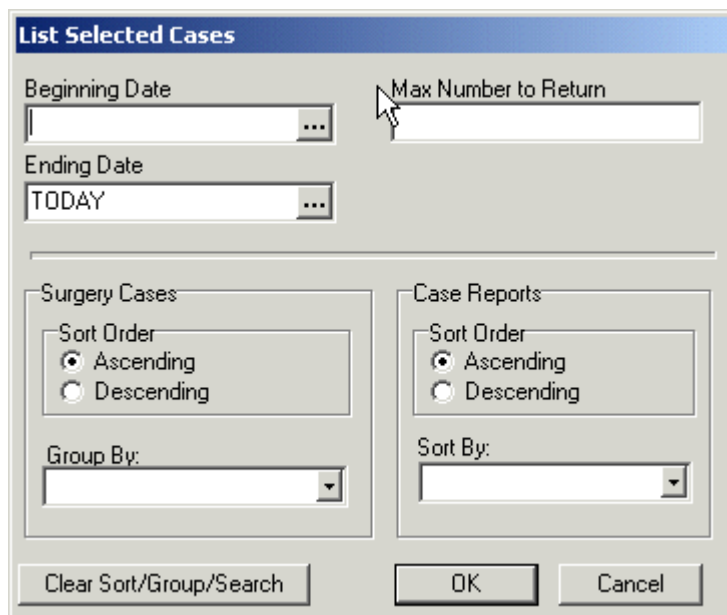 List Selected Cases
Beginning Date
Max Number to Return
...
Ending Date
TODAY
...
Surgery Cases
Sort Order
Ascending
Descending
Group By:
Case Reports
Sort Order
Ascending
Descending
Sort By:
Clear Sort/Group/Search
OK
Cancel